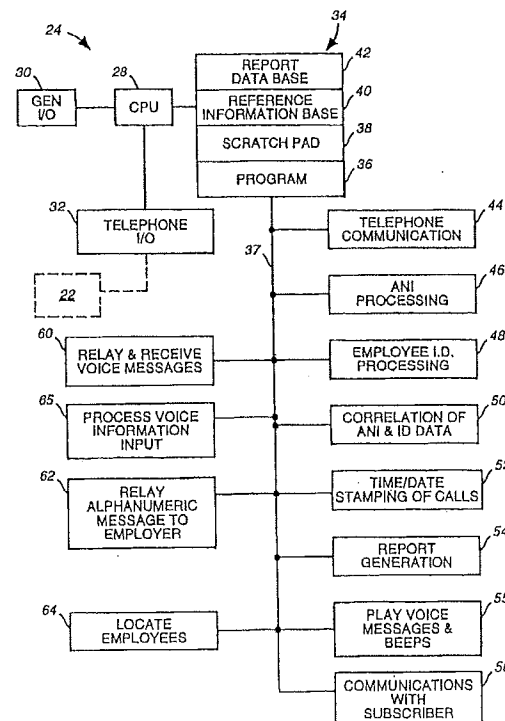 24
34
42
REPORT
DATA BASE
30
28
40
GEN
I/O
CPU
REFERENCE
INFORMATION BASE
38
SCRATCH PAD
36
PROGRAM
32
TELEPHONE
I/O
37
44
TELEPHONE
COMMUNICATION
22
46
ANI
PROCESSING
60
RELAY & RECEIVE
VOICE MESSAGES
48
EMPLOYEE I.D.
PROCESSING
65
PROCESS VOICE
INFORMATION
INPUT
50
CORRELATION OF
ANI & ID DATA
62
RELAY
ALPHANUMERIC
MESSAGE TO
EMPLOYER
52
TIME/DATE
STAMPING OF CALLS
54
REPORT
GENERATION
64
LOCATE
EMPLOYEES
55
PLAY VOICE
MESSAGES &
BEEPS
COMMUNICATIONS
WITH
SUBSCRIBER